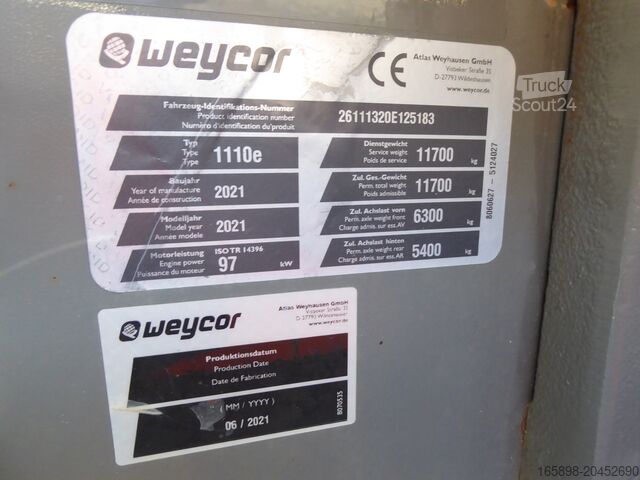 weycor
CE
Atlas Weyhausen GmbH
Visbeker Straße 35
D-27793 Wildeshausen
www.weycor.de
Truck
Scout24
Fahrzeug-Identifikations-Nummer
Product identification number
Numéro d'identification du produit
26111320E125183
Typ
Type
Type
1110e
Baujahr
Year of manufacture
Année de construction
2021
Modelljahr
Model year
Année modele
2021
Motorleistung
Engine power
Puissance du moteur
ISO TR 14396
97 kW
Dienstgewicht
Service weight
Poids de service
11700 kg
Zul. Ges.-Gewicht
Perm. total weight
Poids admissible
11700 kg
Zul. Achslast vorn
Perm. axle weight front
Charge admis. sur ess. AV
6300 kg
Zul. Achslast hinten
Perm. axle weight rear
Charge admis. sur ess. AR
5400 kg
8060627 - 5124027
weycor
Atlas Weyhausen GmbH
Visbeker Straße 35
D-27793 Wildeshausen
www.weycor.de
Produktionsdatum
Production Date
Date de Fabrication
( MM / YYYY )
06 / 2021
8070535
165898-20452690